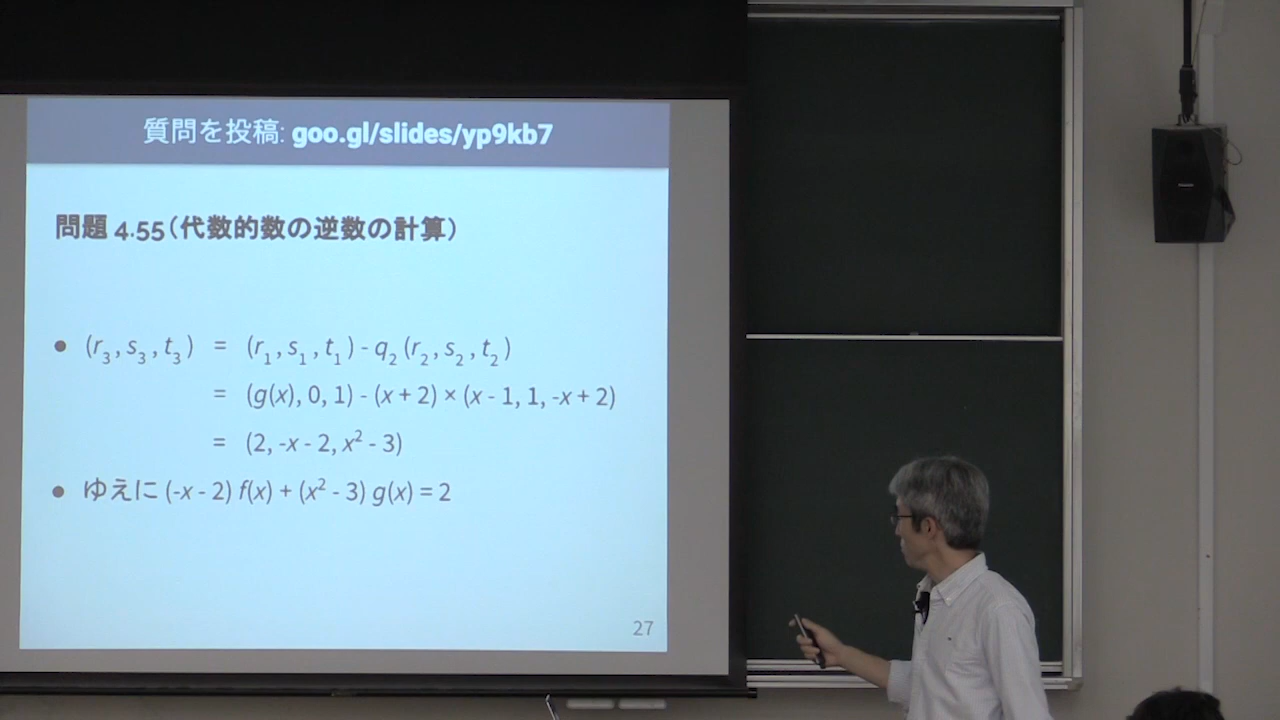 質問を投稿: goo.gl/slides/yp9kb7
問題 4.55(代数的数の逆数の計算)
● (r₃, s₃, t₃) = (r₁, s₁, t₁) - q₂ (r₂, s₂, t₂)
= (g(x), 0, 1) - (x + 2) × (x - 1, 1, -x + 2)
= (2, -x - 2, x² - 3)
● ゆえに (-x - 2) f(x) + (x² - 3) g(x) = 2
27